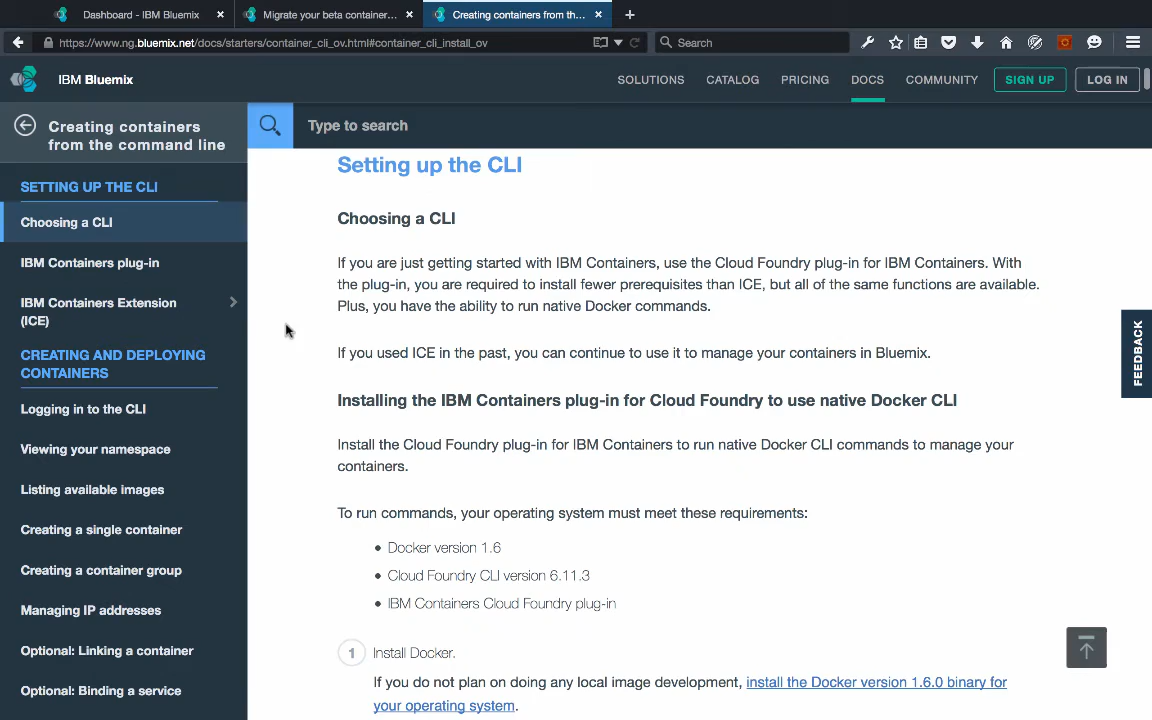 Dashboard - IBM Bluemix
Migrate your beta container...
Creating containers from th...
https://www.ng.bluemix.net/docs/starters/container_cli_ov.html#container_cli_install_ov
Search
IBM Bluemix
SOLUTIONS
CATALOG
PRICING
DOCS
COMMUNITY
SIGN UP
LOG IN
Creating containers
from the command line
Type to search
SETTING UP THE CLI
Choosing a CLI
IBM Containers plug-in
IBM Containers Extension
(ICE)
CREATING AND DEPLOYING
CONTAINERS
Logging in to the CLI
Viewing your namespace
Listing available images
Creating a single container
Creating a container group
Managing IP addresses
Optional: Linking a container
Optional: Binding a service
Setting up the CLI
Choosing a CLI
If you are just getting started with IBM Containers, use the Cloud Foundry plug-in for IBM Containers. With
the plug-in, you are required to install fewer prerequisites than ICE, but all of the same functions are available.
Plus, you have the ability to run native Docker commands.
If you used ICE in the past, you can continue to use it to manage your containers in Bluemix.
Installing the IBM Containers plug-in for Cloud Foundry to use native Docker CLI
Install the Cloud Foundry plug-in for IBM Containers to run native Docker CLI commands to manage your
containers.
To run commands, your operating system must meet these requirements:
• Docker version 1.6
• Cloud Foundry CLI version 6.11.3
• IBM Containers Cloud Foundry plug-in
1 Install Docker.
If you do not plan on doing any local image development, install the Docker version 1.6.0 binary for
your operating system.
FEEDBACK